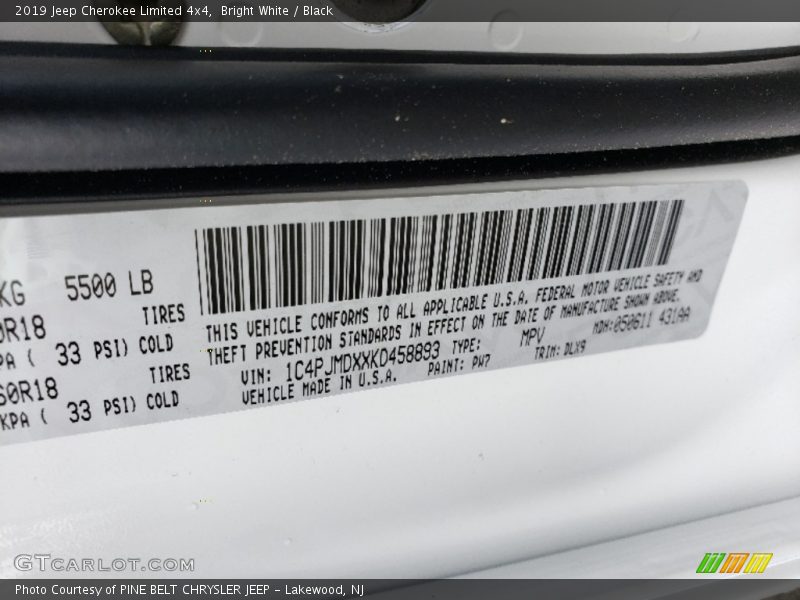 2019 Jeep Cherokee Limited 4x4, Bright White / Black
KG 5500 LB
0R18 TIRES
PA ( 33 PSI) COLD
60R18 TIRES
KPA ( 33 PSI) COLD
THIS VEHICLE CONFORMS TO ALL APPLICABLE U.S.A. FEDERAL MOTOR VEHICLE SAFETY AND
THEFT PREVENTION STANDARDS IN EFFECT ON THE DATE OF MANUFACTURE SHOWN ABOVE.
VIN: 1C4PJMDXXKD458893 TYPE: MPV MDH:050611 431AA
VEHICLE MADE IN U.S.A. PAINT: PW7 TRIM: DLX9
GTCARLOT.COM
Photo Courtesy of PINE BELT CHRYSLER JEEP - Lakewood, NJ